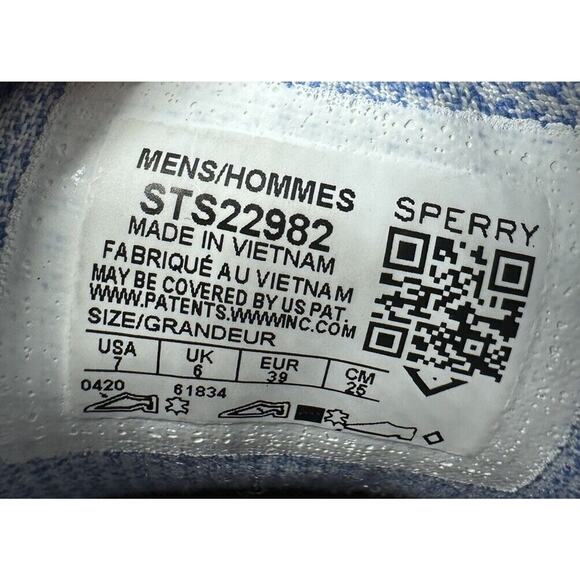 MENS/HOMMES
STS22982
MADE IN VIETNAM
FABRIQUÉ AU VIETNAM
MAY BE COVERED BY US PAT.
WWW.PATENTS.WWWINC.COM
SIZE/GRANDEUR
USA UK EUR CM
7 6 39 25
0420 61834
SPERRY